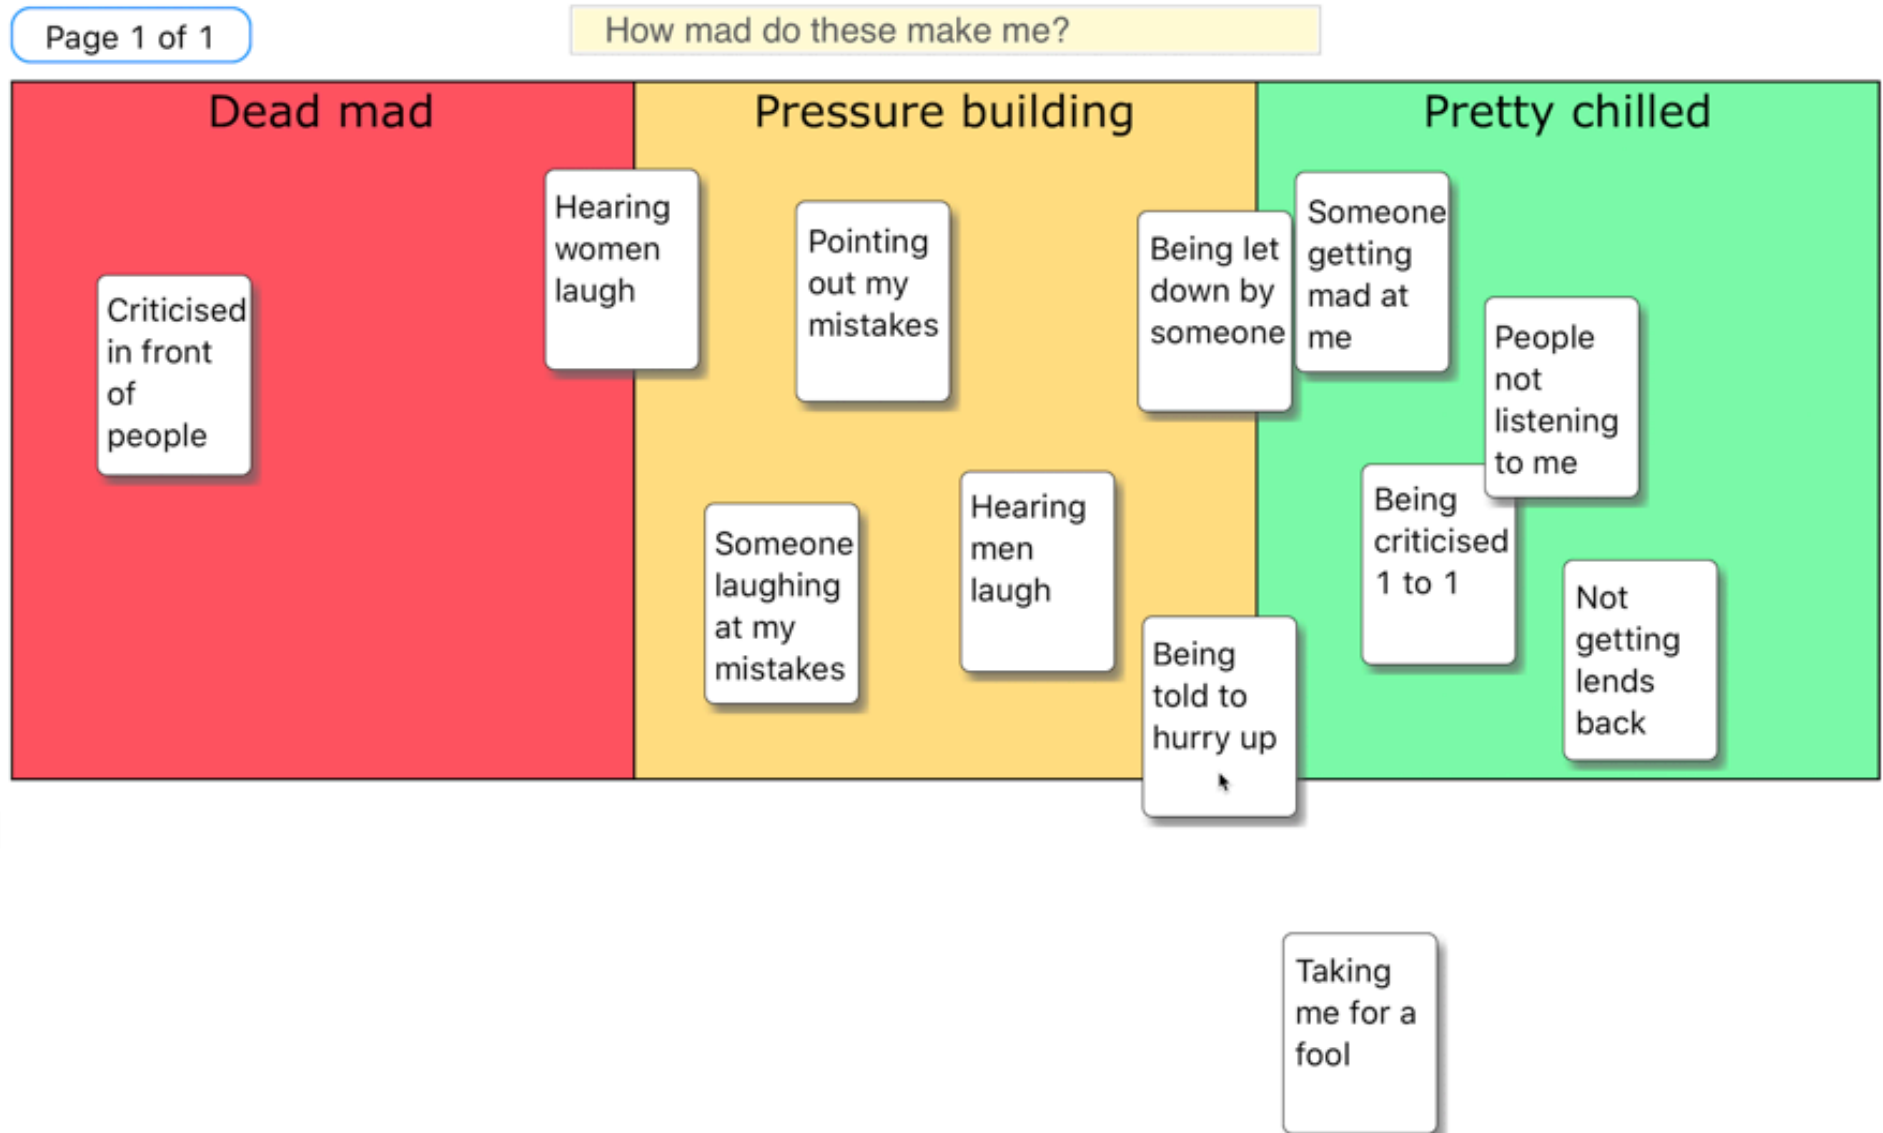 Page 1 of 1
How mad do these make me?
Dead mad
Pressure building
Pretty chilled
Criticised
in front
of
people
Hearing
women
laugh
Pointing
out my
mistakes
Someone
laughing
at my
mistakes
Hearing
men
laugh
Being let
down by
someone
Being
told to
hurry up
Someone
getting
mad at
me
People
not
listening
to me
Being
criticised
1 to 1
Not
getting
lends
back
Taking
me for a
fool